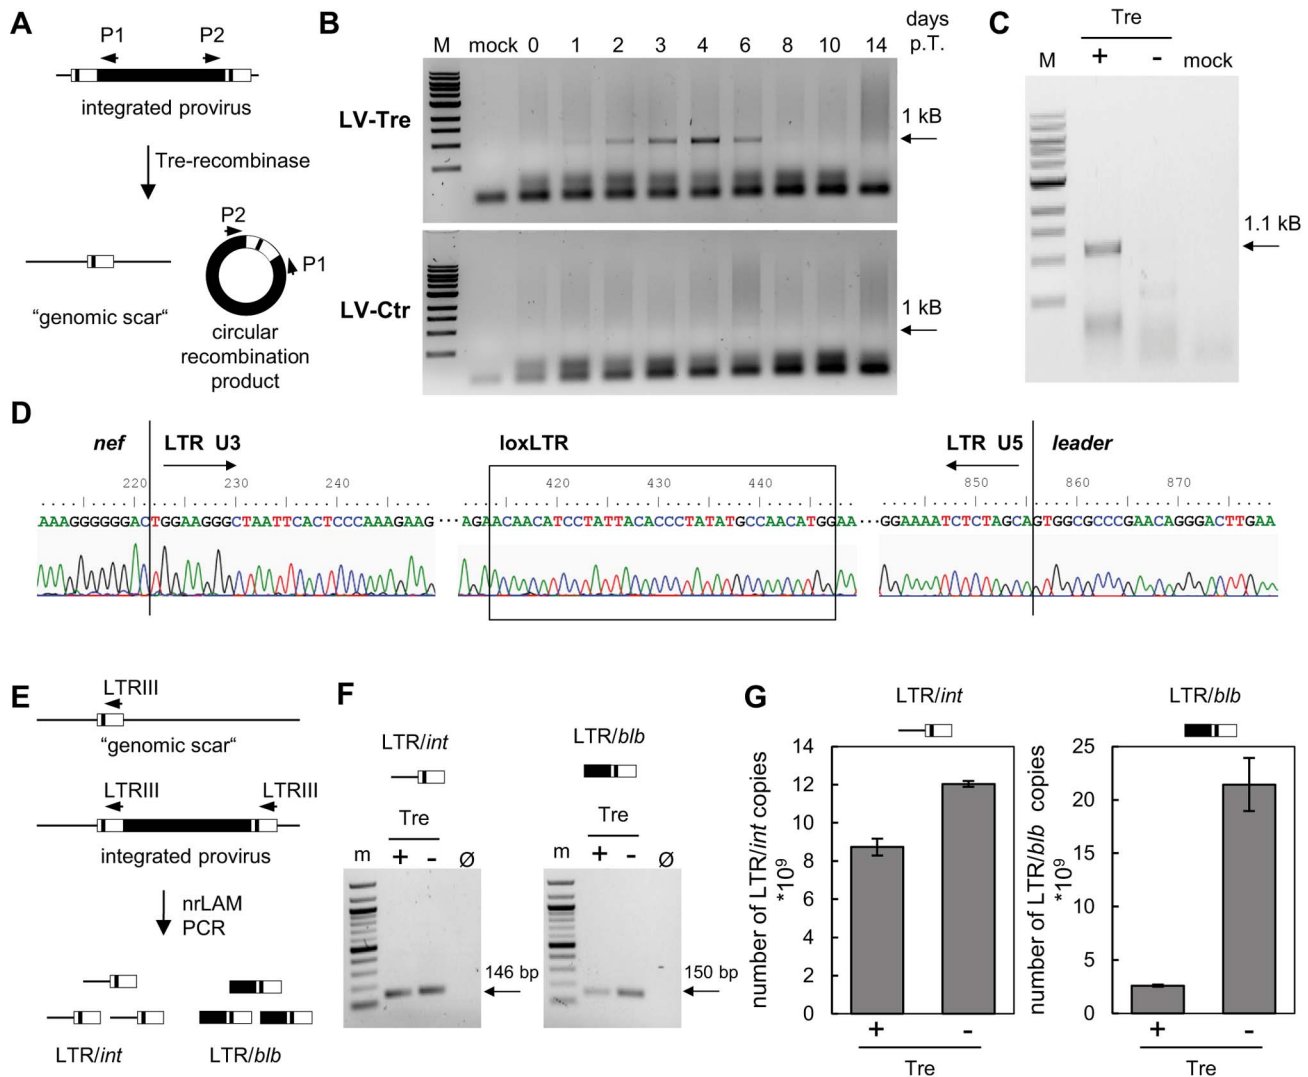 A
P1 P2
integrated provirus
Tre-recombinase
P2
P1
“genomic scar“
circular
recombination
product
B
days
M mock 0 1 2 3 4 6 8 10 14 p.T.
LV-Tre
1 kB
LV-Ctr
1 kB
C
Tre
M + - mock
1.1 kB
D
nef LTR U3 loxLTR LTR U5 leader
220 230 240 420 430 440 850 860 870
AAAGGGGGGACTGGAAGGGCTAATTCACTCCCAAAGAAG ··· AGAACAACATCCTATTACACCCTATATGCCAACATGGAA ··· GGAAAATCTCTAGCAGTGGCGCCCGAACAGGGACTTGAA
E
LTRIII
“genomic scar“
LTRIII LTRIII
integrated provirus
nrLAM
PCR
LTR/int LTR/blb
F
LTR/int LTR/blb
Tre Tre
m + - Ø m + - Ø
146 bp 150 bp
G
LTR/int
number of LTR/int copies
*10⁹
14
12
10
8
6
4
2
0
+ -
Tre
LTR/blb
number of LTR/blb copies
*10⁹
25
20
15
10
5
0
+ -
Tre